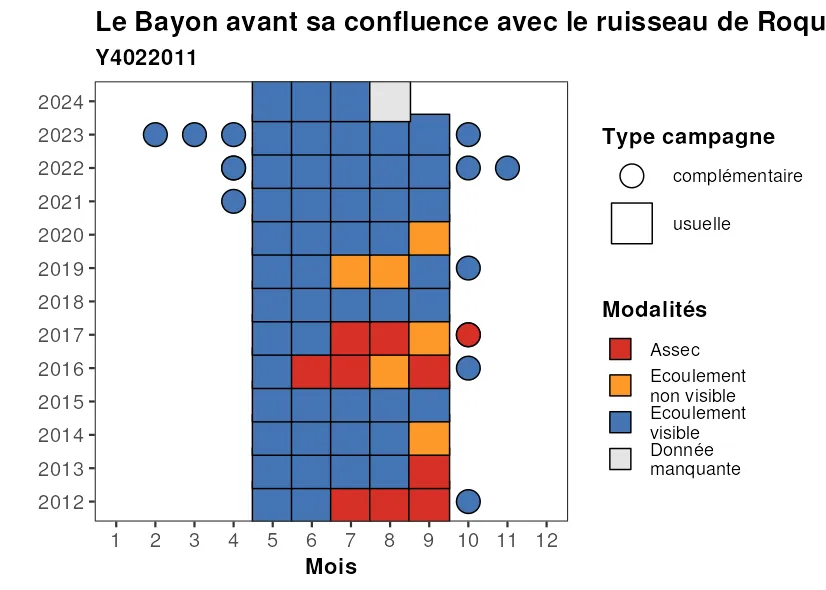 Le Bayon avant sa confluence avec le ruisseau de Roqu
Y4022011
2024
2023
2022
2021
2020
2019
2018
2017
2016
2015
2014
2013
2012
1 2 3 4 5 6 7 8 9 10 11 12
Mois
Type campagne
complémentaire
usuelle
Modalités
Assec
Ecoulement
non visible
Ecoulement
visible
Donnée
manquante